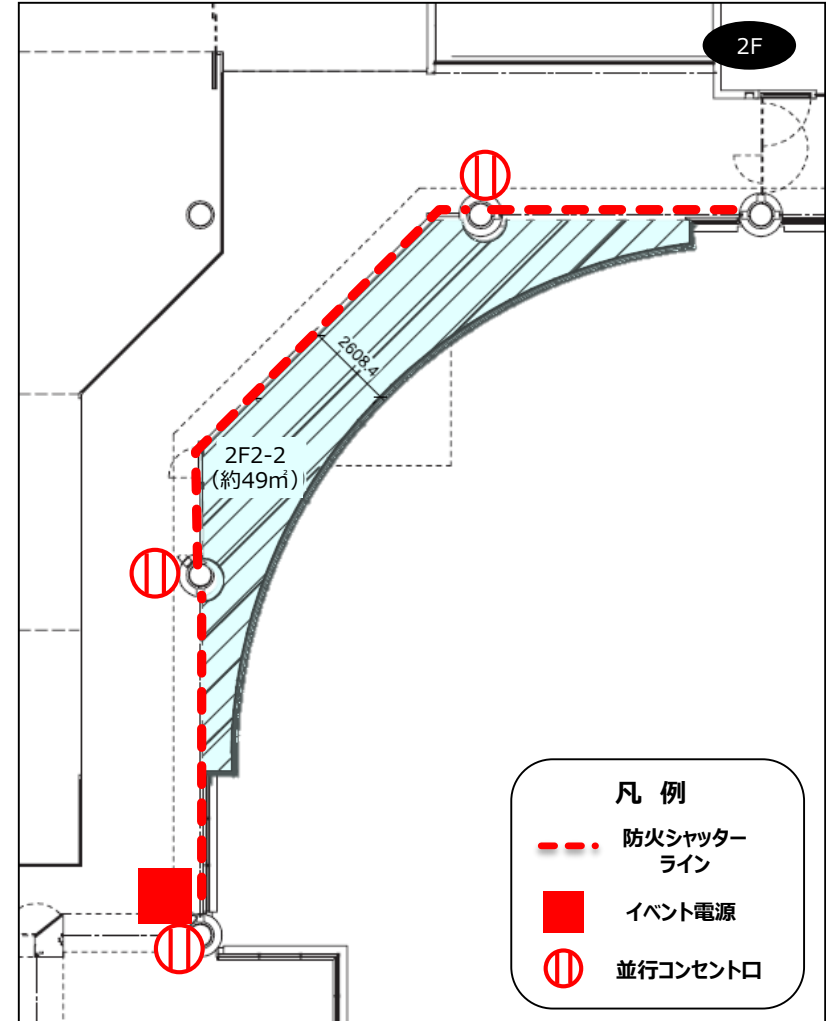 2F
2608.4
2F2-2
（約49㎡）
凡 例
防火シャッター
ライン
イベント電源
並行コンセント口